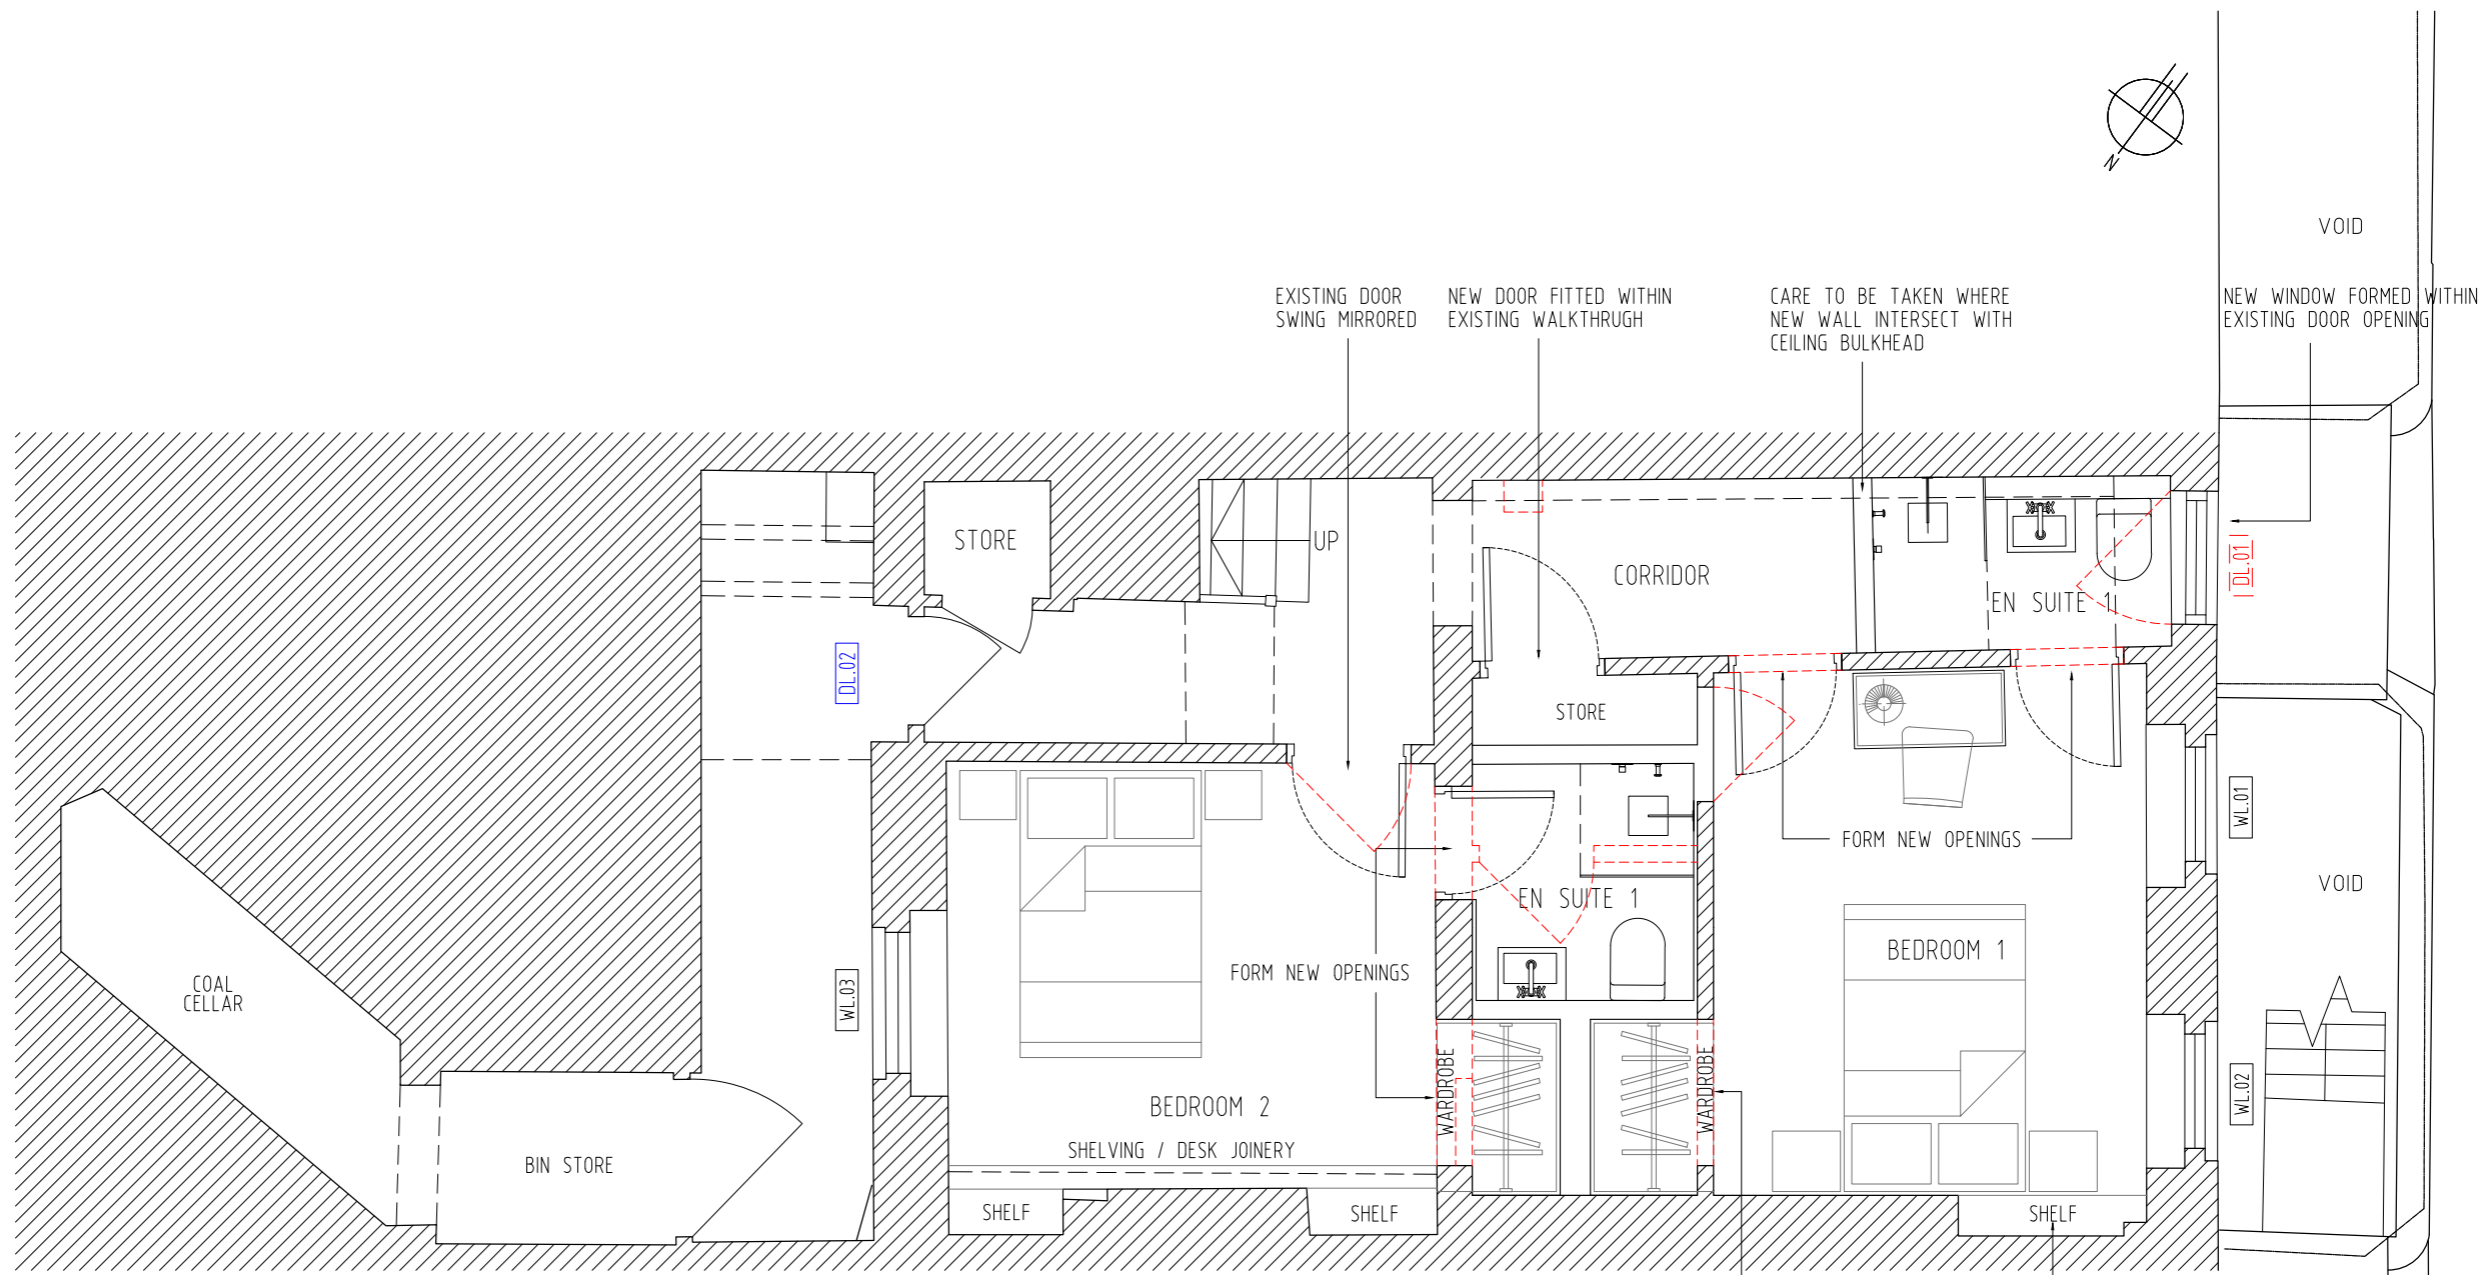 N
VOID
EXISTING DOOR
SWING MIRRORED
NEW DOOR FITTED WITHIN
EXISTING WALKTHRUGH
CARE TO BE TAKEN WHERE
NEW WALL INTERSECT WITH
CEILING BULKHEAD
NEW WINDOW FORMED WITHIN
EXISTING DOOR OPENING
STORE
UP
CORRIDOR
EN SUITE 1
DL.01
DL.02
STORE
WL.01
FORM NEW OPENINGS
VOID
EN SUITE 1
BEDROOM 1
FORM NEW OPENINGS
COAL
CELLAR
WL.03
WARDROBE
WARDROBE
WL.02
BEDROOM 2
SHELVING / DESK JOINERY
BIN STORE
SHELF
SHELF
SHELF